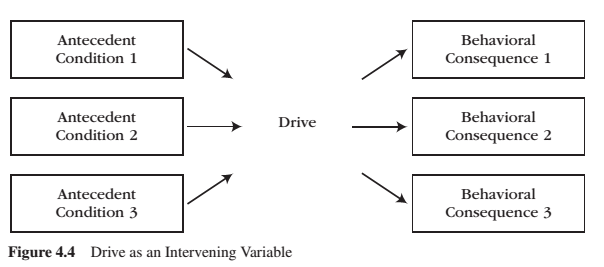 Antecedent
Condition 1
Behavioral
Consequence 1
Antecedent
Condition 2
Drive
Behavioral
Consequence 2
Antecedent
Condition 3
Behavioral
Consequence 3
Figure 4.4 Drive as an Intervening Variable